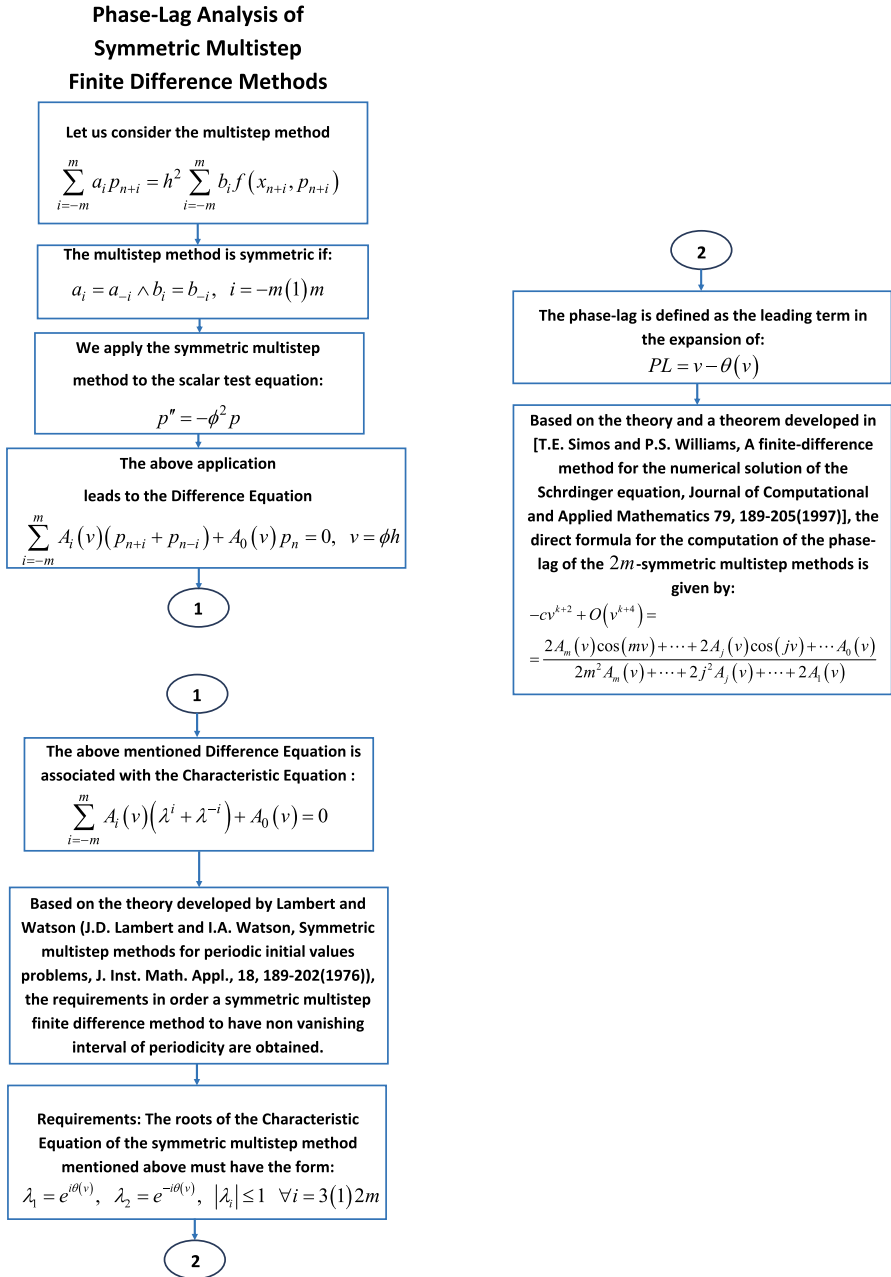 Phase-Lag Analysis of
Symmetric Multistep
Finite Difference Methods
Let us consider the multistep method
\sum_{i=-m}^{m} a_i p_{n+i} = h^2 \sum_{i=-m}^{m} b_i f(x_{n+i}, p_{n+i})
The multistep method is symmetric if:
a_i = a_{-i} ∧ b_i = b_{-i}, i = -m(1)m
We apply the symmetric multistep
method to the scalar test equation:
p″ = -ϕ^2 p
The above application
leads to the Difference Equation
\sum_{i=-m}^{m} A_i(v)(p_{n+i} + p_{n-i}) + A_0(v) p_n = 0, v = ϕh
1
1
The above mentioned Difference Equation is
associated with the Characteristic Equation :
\sum_{i=-m}^{m} A_i(v)(λ^i + λ^{-i}) + A_0(v) = 0
Based on the theory developed by Lambert and
Watson (J.D. Lambert and I.A. Watson, Symmetric
multistep methods for periodic initial values
problems, J. Inst. Math. Appl., 18, 189-202(1976)),
the requirements in order a symmetric multistep
finite difference method to have non vanishing
interval of periodicity are obtained.
Requirements: The roots of the Characteristic
Equation of the symmetric multistep method
mentioned above must have the form:
λ_1 = e^{iθ(v)}, λ_2 = e^{-iθ(v)}, |λ_i| ≤ 1 ∀i = 3(1)2m
2
2
The phase-lag is defined as the leading term in
the expansion of:
PL = v - θ(v)
Based on the theory and a theorem developed in
[T.E. Simos and P.S. Williams, A finite-difference
method for the numerical solution of the
Schrdinger equation, Journal of Computational
and Applied Mathematics 79, 189-205(1997)], the
direct formula for the computation of the phase-
lag of the 2m-symmetric multistep methods is
given by:
-cv^{k+2} + O(v^{k+4}) =
= \frac{2A_m(v)cos(mv) + ⋯ + 2A_j(v)cos(jv) + ⋯ A_0(v)}{2m^2 A_m(v) + ⋯ + 2j^2 A_j(v) + ⋯ + 2A_1(v)}